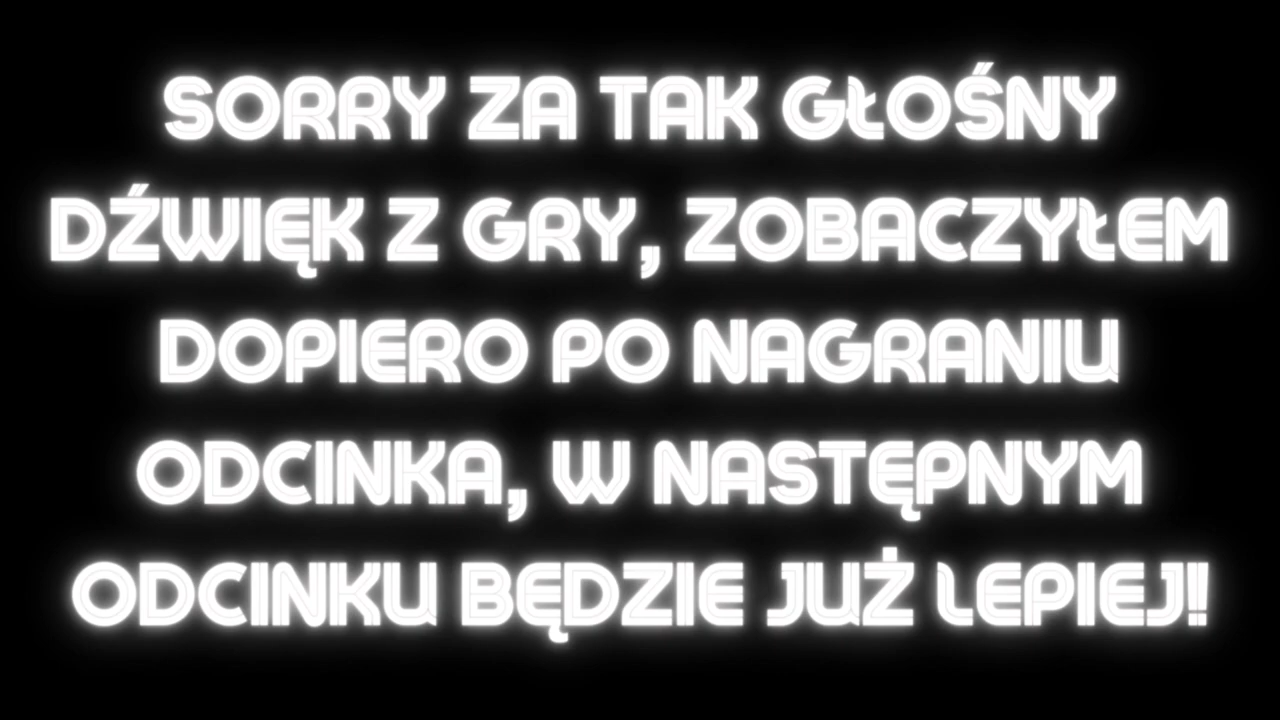 SORRY ZA TAK GŁOŚNY
DŹWIĘK Z GRY, ZOBACZYŁEM
DOPIERO PO NAGRANIU
ODCINKA, W NASTĘPNYM
ODCINKU BĘDZIE JUŻ LEPIEJ!